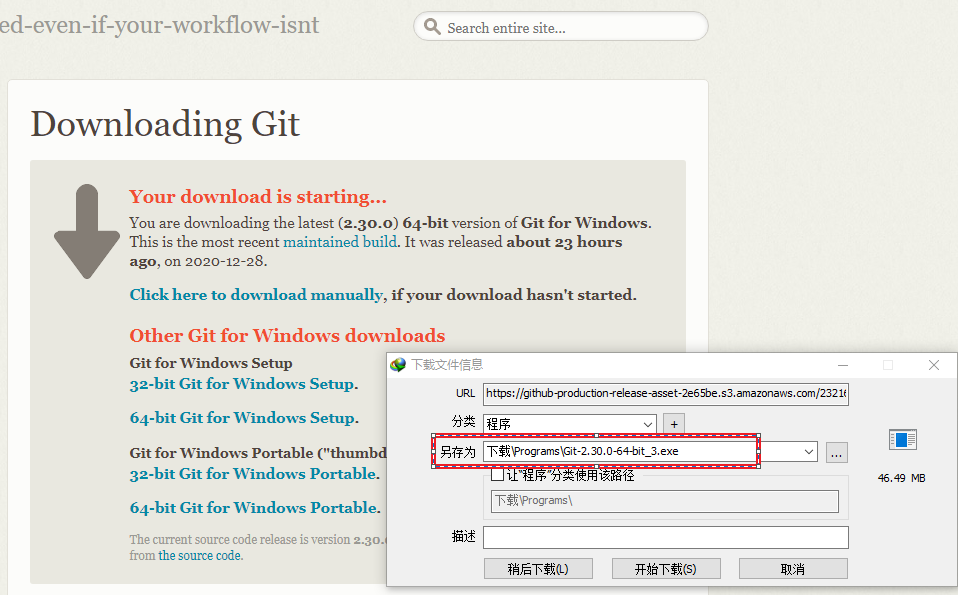 ed-even-if-your-workflow-isnt
Search entire site...
Downloading Git
Your download is starting...
You are downloading the latest (2.30.0) 64-bit version of Git for Windows.
This is the most recent maintained build. It was released about 23 hours
ago, on 2020-12-28.
Click here to download manually, if your download hasn't started.
Other Git for Windows downloads
Git for Windows Setup
32-bit Git for Windows Setup.
64-bit Git for Windows Setup.
Git for Windows Portable ("thumbd
32-bit Git for Windows Portable.
64-bit Git for Windows Portable.
The current source code release is version 2.30.
from the source code.
下载文件信息
URL https://github-production-release-asset-2e65be.s3.amazonaws.com/2321
分类 程序 +
另存为 下载\Programs\Git-2.30.0-64-bit_3.exe ...
让"程序"分类使用该路径
下载\Programs\
46.49 MB
描述
稍后下载(L) 开始下载(S) 取消